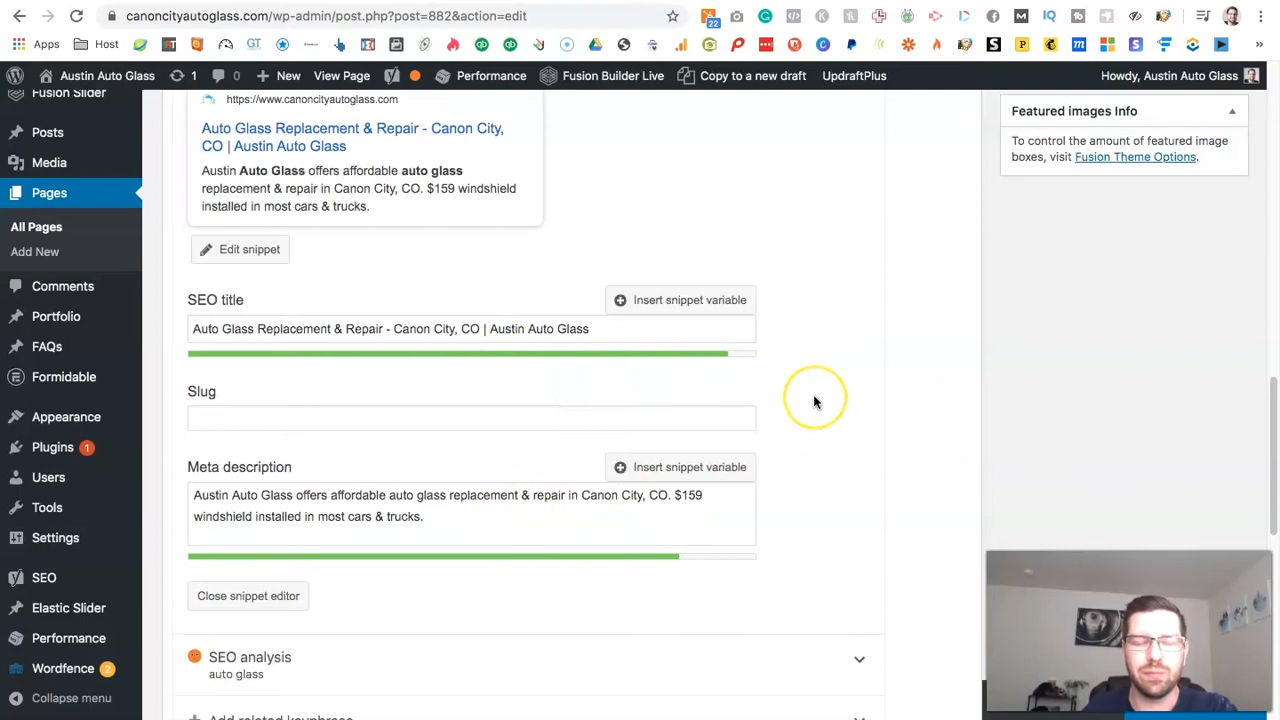 canoncityautoglass.com/wp-admin/post.php?post=882&action=edit
22
Apps
Host
Austin Auto Glass
1
0
New
View Page
Performance
Fusion Builder Live
Copy to a new draft
UpdraftPlus
Howdy, Austin Auto Glass
Fusion Slider
Posts
Media
Pages
All Pages
Add New
Comments
Portfolio
FAQs
Formidable
Appearance
Plugins 1
Users
Tools
Settings
SEO
Elastic Slider
Performance
Wordfence 2
Collapse menu
https://www.canoncityautoglass.com
Auto Glass Replacement & Repair - Canon City,
CO | Austin Auto Glass
Austin Auto Glass offers affordable auto glass
replacement & repair in Canon City, CO. $159 windshield
installed in most cars & trucks.
Edit snippet
SEO title
Insert snippet variable
Auto Glass Replacement & Repair - Canon City, CO | Austin Auto Glass
Slug
Meta description
Insert snippet variable
Austin Auto Glass offers affordable auto glass replacement & repair in Canon City, CO. $159
windshield installed in most cars & trucks.
Close snippet editor
SEO analysis
auto glass
Add related keyphrase
Featured images Info
To control the amount of featured image
boxes, visit Fusion Theme Options.